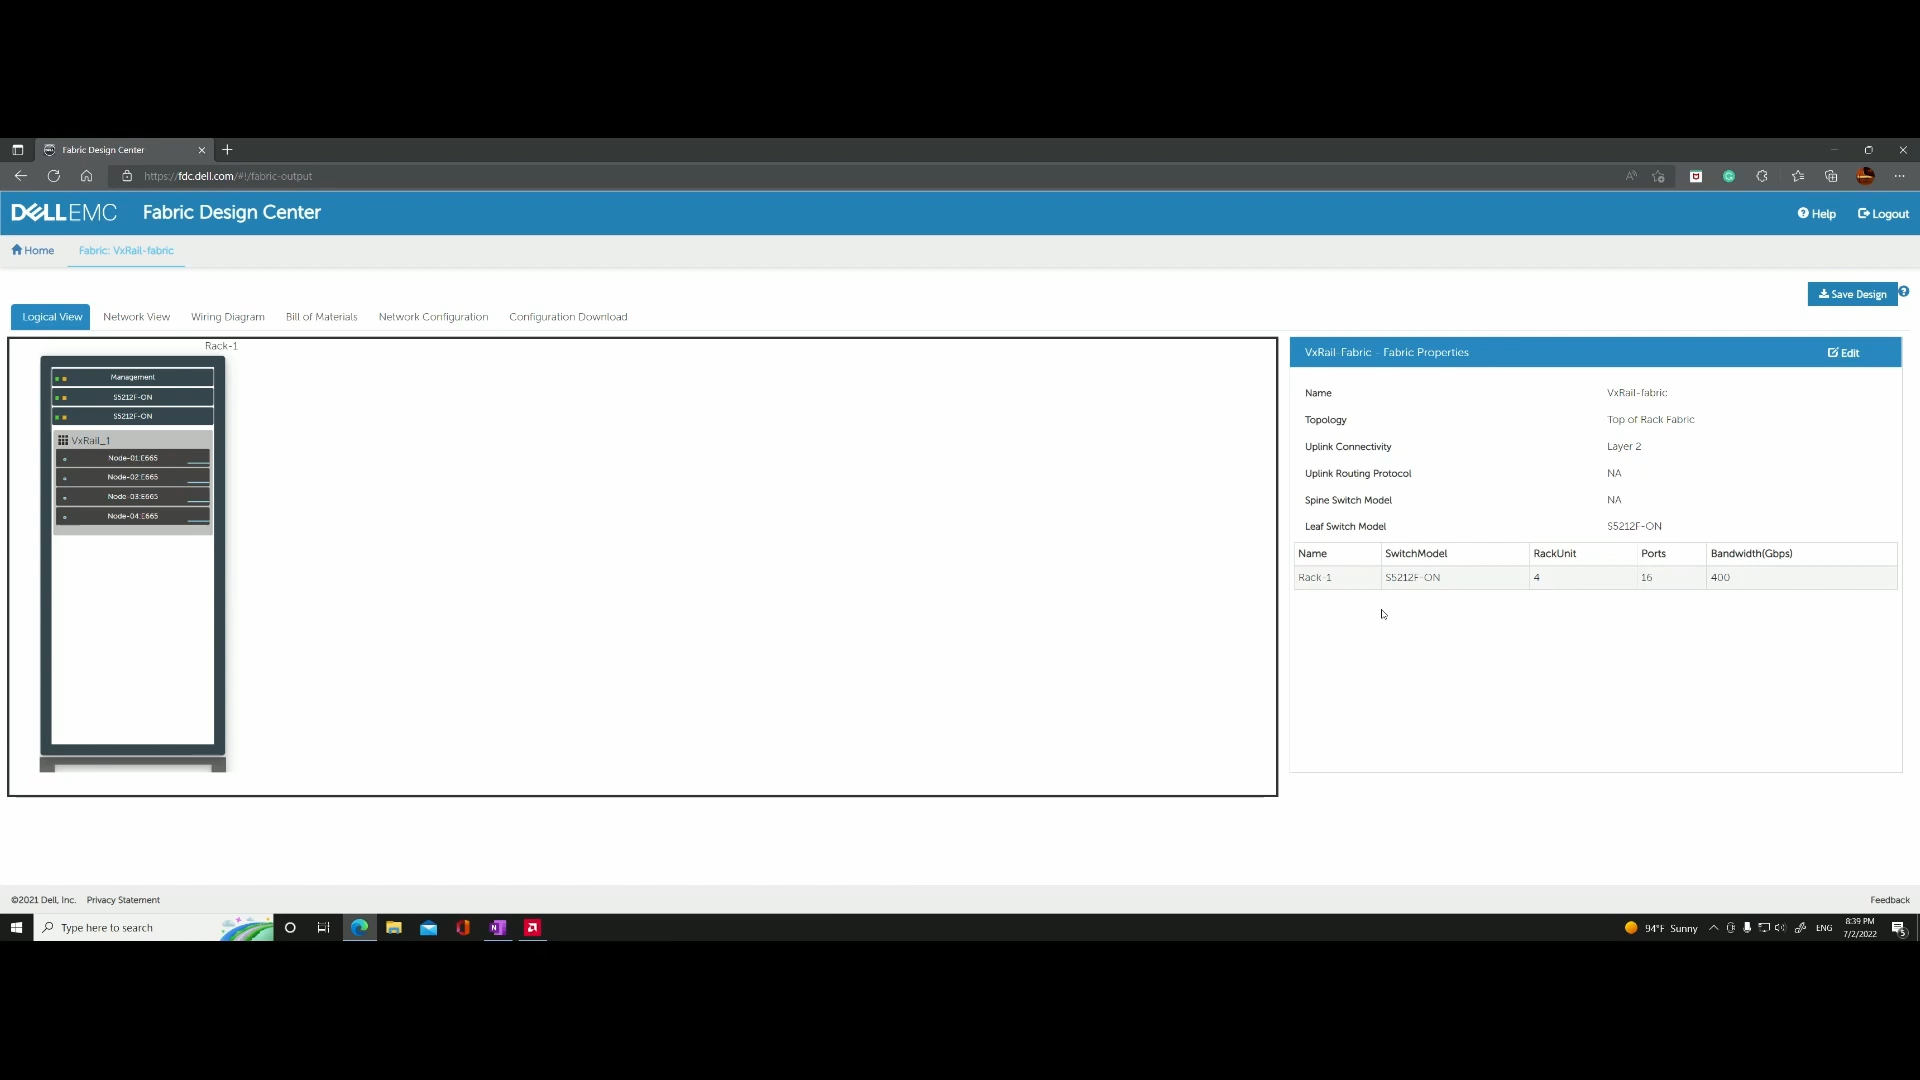 Fabric Design Center
https://fdc.dell.com/#!/fabric-output
DELLEMC Fabric Design Center
Help Logout
Home Fabric: VxRail-fabric
Save Design
Logical View Network View Wiring Diagram Bill of Materials Network Configuration Configuration Download
Rack-1
Management
S5212F-ON
S5212F-ON
VxRail_1
Node-01:E665
Node-02:E665
Node-03:E665
Node-04:E665
VxRail-Fabric - Fabric Properties Edit
Name VxRail-fabric
Topology Top of Rack Fabric
Uplink Connectivity Layer 2
Uplink Routing Protocol NA
Spine Switch Model NA
Leaf Switch Model S5212F-ON
Name SwitchModel RackUnit Ports Bandwidth(Gbps)
Rack-1 S5212F-ON 4 16 400
©2021 Dell, Inc. Privacy Statement Feedback
Type here to search
94°F Sunny ENG 8:39 PM
7/2/2022
5